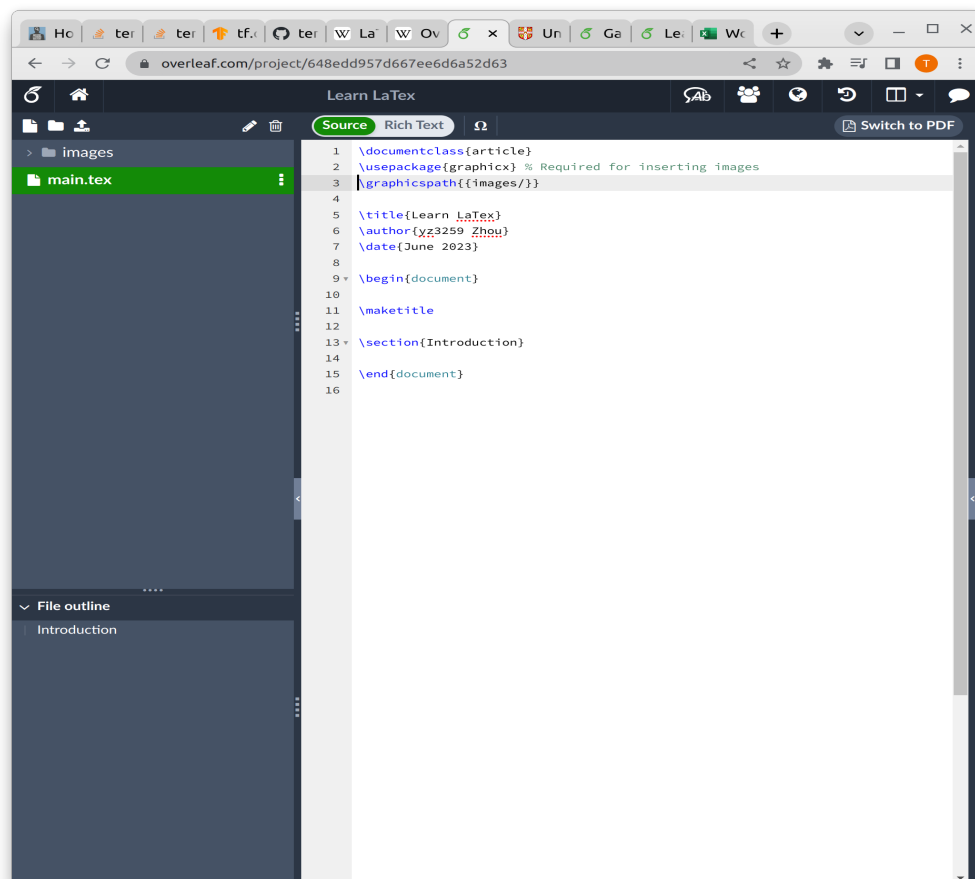 Ho ter ter tf.c ter La Ov Un Ga Le Wc
overleaf.com/project/648edd957d667ee6d6a52d63 T
Learn LaTex
Source Rich Text Ω Switch to PDF
images
main.tex
1 \documentclass{article}
2 \usepackage{graphicx} % Required for inserting images
3 \graphicspath{{images/}}
4
5 \title{Learn LaTex}
6 \author{yz3259 Zhou}
7 \date{June 2023}
8
9 \begin{document}
10
11 \maketitle
12
13 \section{Introduction}
14
15 \end{document}
16
File outline
Introduction